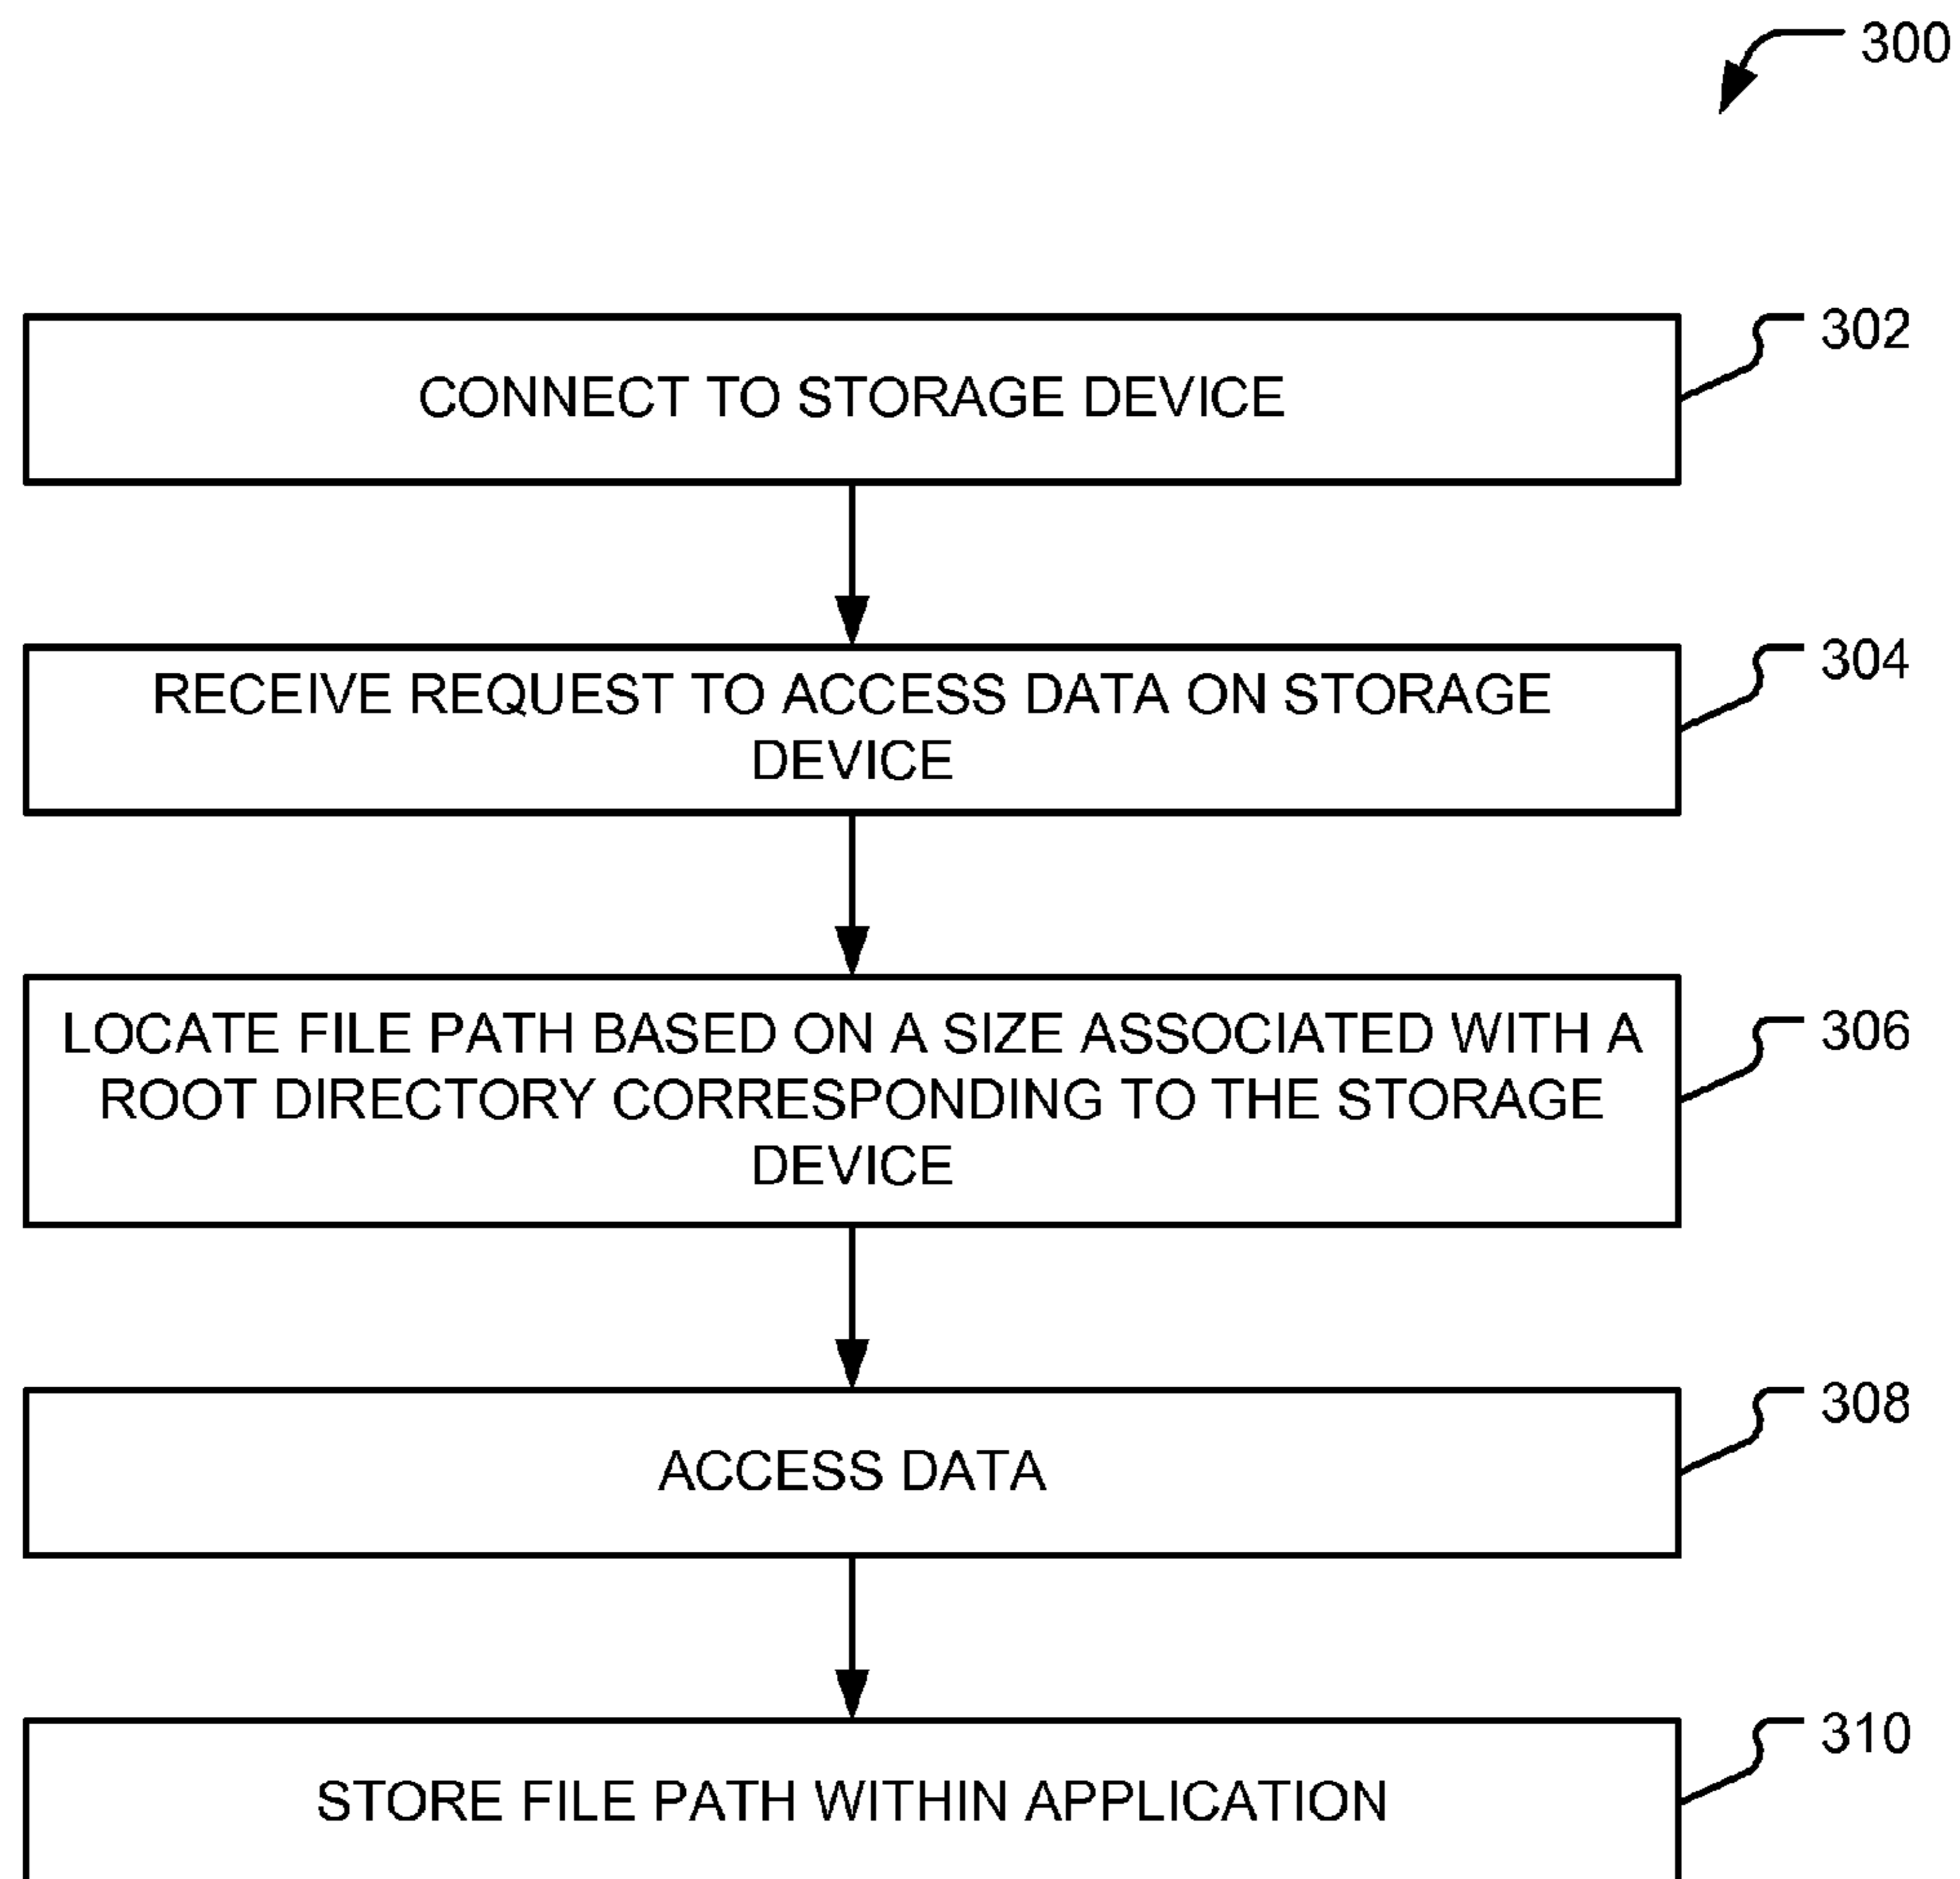 300
302
CONNECT TO STORAGE DEVICE
304
RECEIVE REQUEST TO ACCESS DATA ON STORAGE
DEVICE
306
LOCATE FILE PATH BASED ON A SIZE ASSOCIATED WITH A
ROOT DIRECTORY CORRESPONDING TO THE STORAGE
DEVICE
308
ACCESS DATA
310
STORE FILE PATH WITHIN APPLICATION